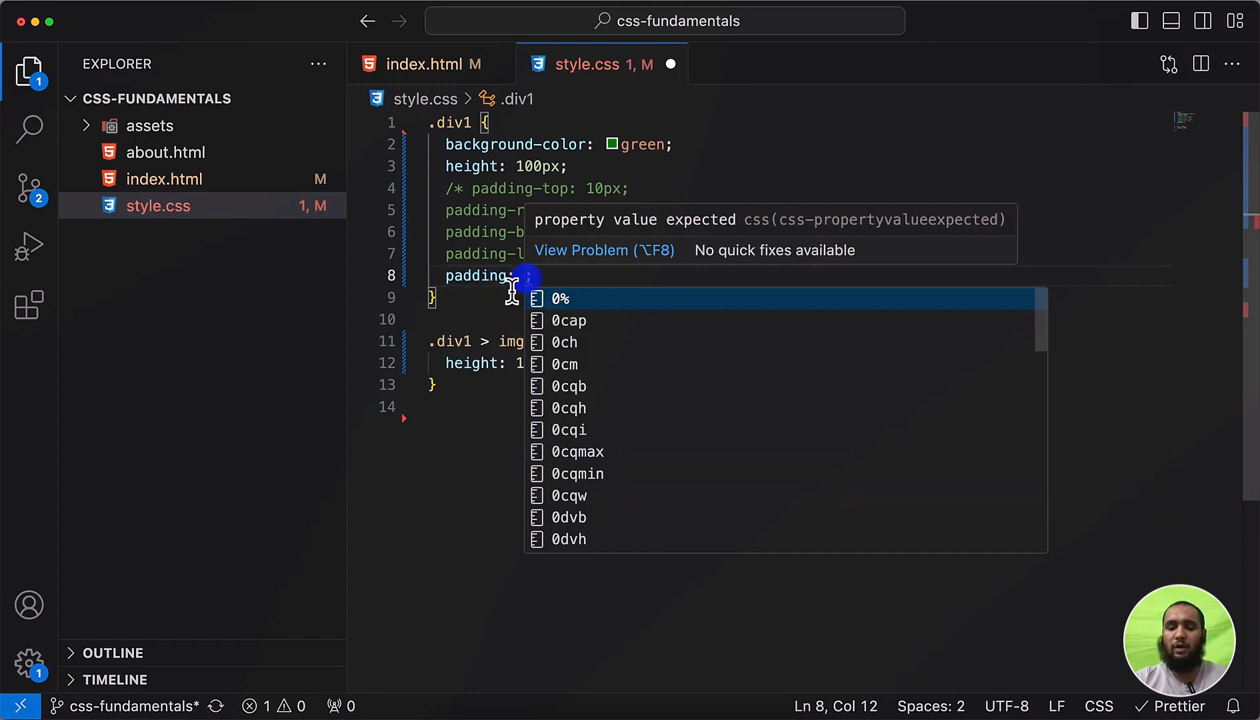 css-fundamentals
EXPLORER
index.html M
style.css 1, M
CSS-FUNDAMENTALS
style.css > .div1
assets
about.html
index.html M
style.css 1, M
1 .div1 {
2 background-color: green;
3 height: 100px;
4 /* padding-top: 10px;
5 padding-r
6 padding-b
7 padding-l
8 padding: ;
9 }
10
11 .div1 > img
12 height: 1
13 }
14
property value expected css(css-propertyvalueexpected)
View Problem (⌥F8) No quick fixes available
0%
0cap
0ch
0cm
0cqb
0cqh
0cqi
0cqmax
0cqmin
0cqw
0dvb
0dvh
1
2
1
OUTLINE
TIMELINE
css-fundamentals* 1 0 0 Ln 8, Col 12 Spaces: 2 UTF-8 LF CSS Prettier